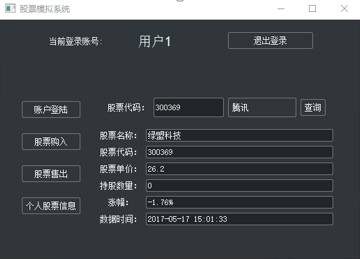 股票模拟系统
当前登录账号: 用户1 退出登录
账户登陆 股票代码: 300369 腾讯 查询
股票购入 股票名称: 绿盟科技
股票代码: 300369
股票售出 股票单价: 26.2
持股数量: 0
个人股票信息 涨幅: -1.76%
数据时间: 2017-05-17 15:01:33